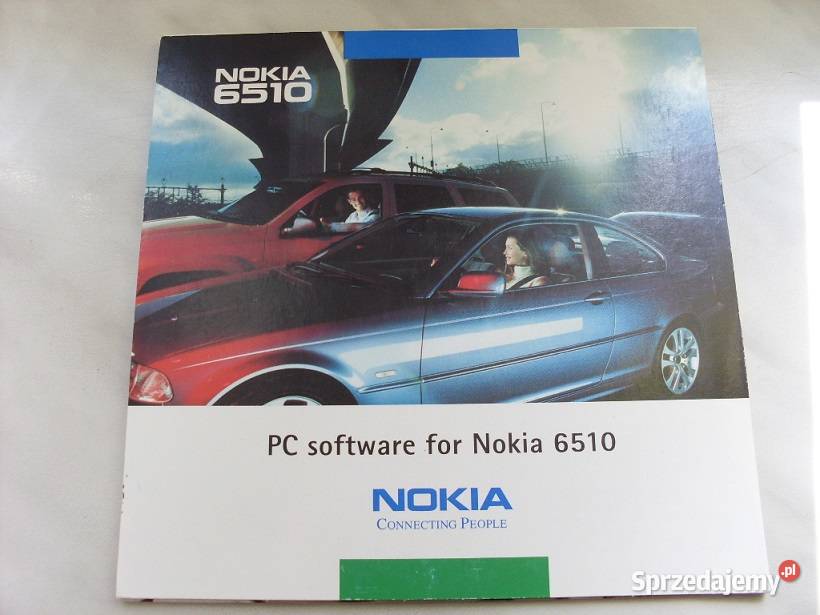 NOKIA
6510
PC software for Nokia 6510
NOKIA
CONNECTING PEOPLE
Sprzedajemy.pl